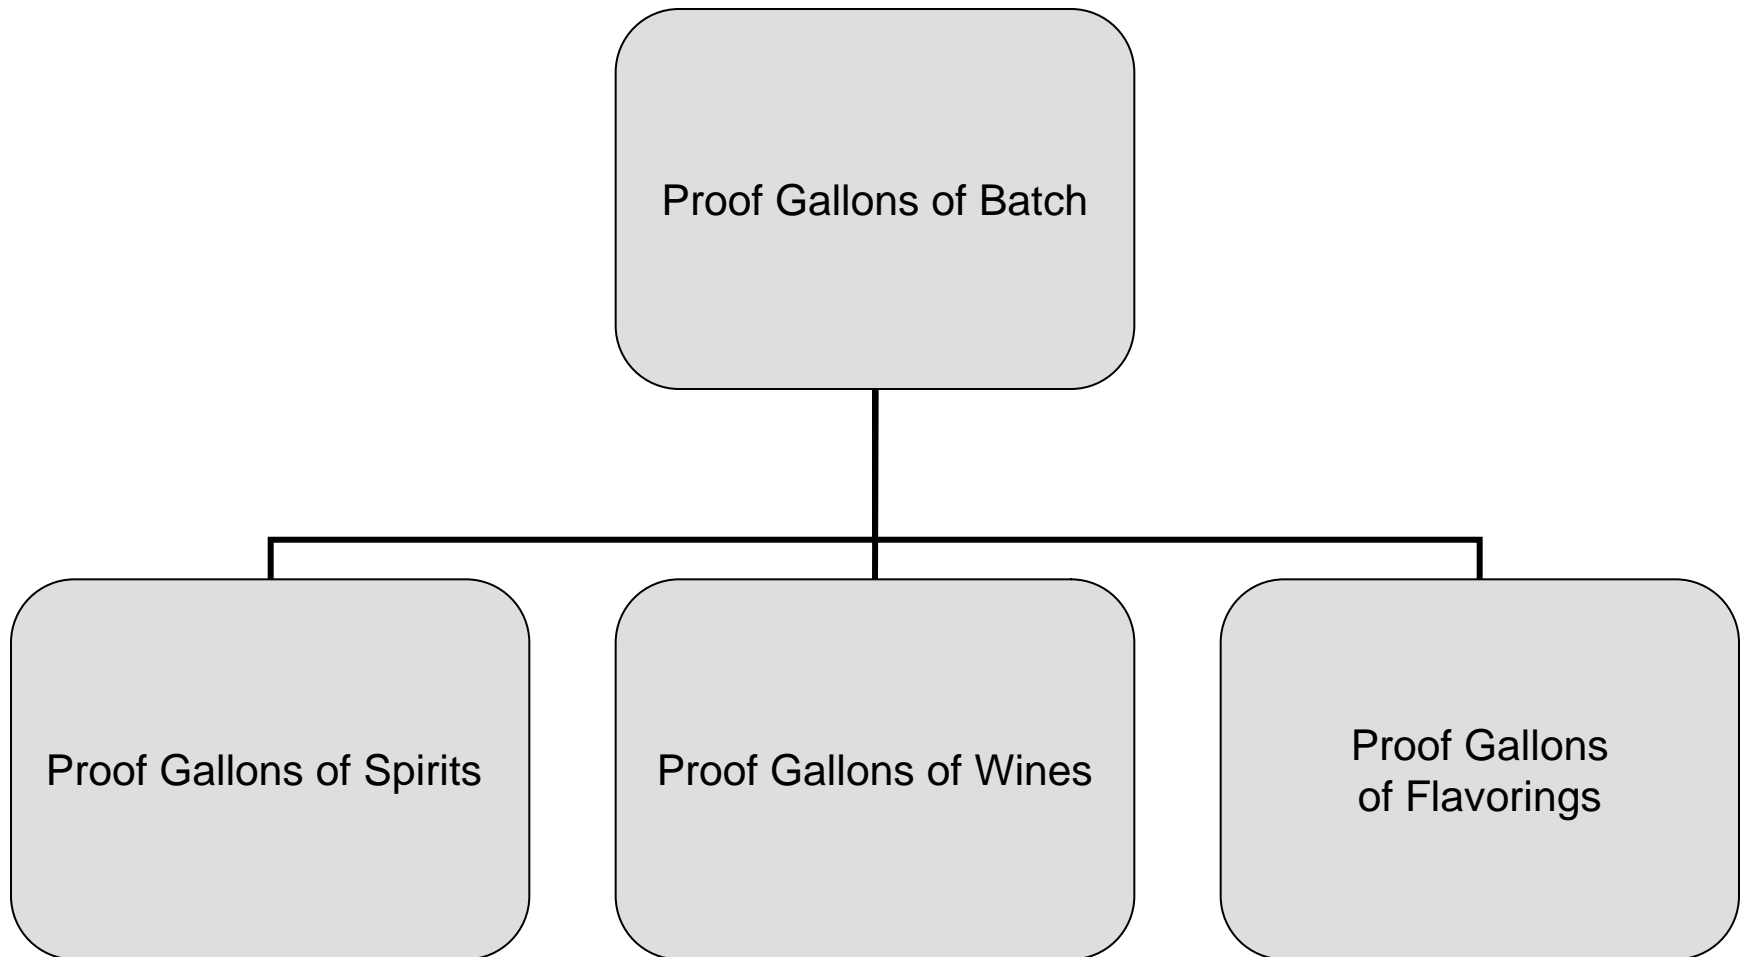 Proof Gallons of Batch
Proof Gallons of Spirits
Proof Gallons of Wines
Proof Gallons
of Flavorings